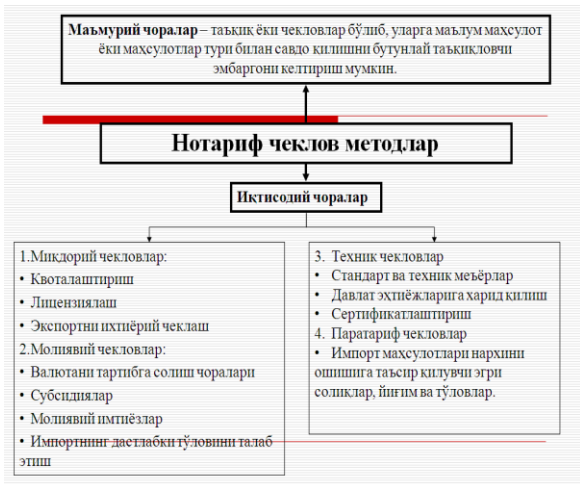 Маъмурий чоралар – таъқиқ ёки чекловлар бўлиб, уларга маълум маҳсулот
ёки маҳсулотлар тури билан савдо қилишни бутунлай таъқиқловчи
эмбаргони келтириш мумкин.
Нотариф чеклов методлар
Иқтисодий чоралар
1.Миқдорий чекловлар:
• Квоталаштириш
• Лицензиялаш
• Экспортни ихтиёрий чеклаш
2.Молиявий чекловлар:
• Валютани тартибга солиш чоралари
• Субсидиялар
• Молиявий имтиёзлар
• Импортнинг дастлабки тўловини талаб
этиш
3. Техник чекловлар
• Стандарт ва техник меъёрлар
• Давлат эҳтиёжларига харид қилиш
• Сертификатлаштириш
4. Паратариф чекловлар
• Импорт маҳсулотлари нархини
ошишига таъсир қилувчи эгри
солиқлар, йиғим ва тўловлар.